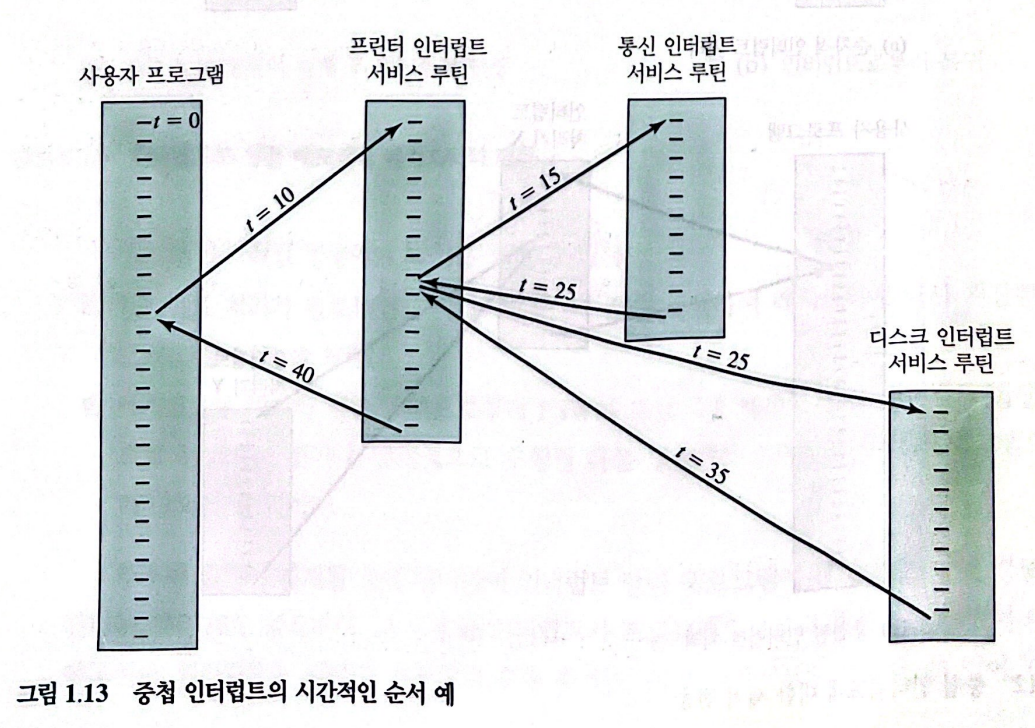 사용자 프로그램
프린터 인터럽트
서비스 루틴
통신 인터럽트
서비스 루틴
디스크 인터럽트
서비스 루틴
t = 0
t = 10
t = 15
t = 25
t = 25
t = 40
t = 35
그림 1.13 중첩 인터럽트의 시간적인 순서 예